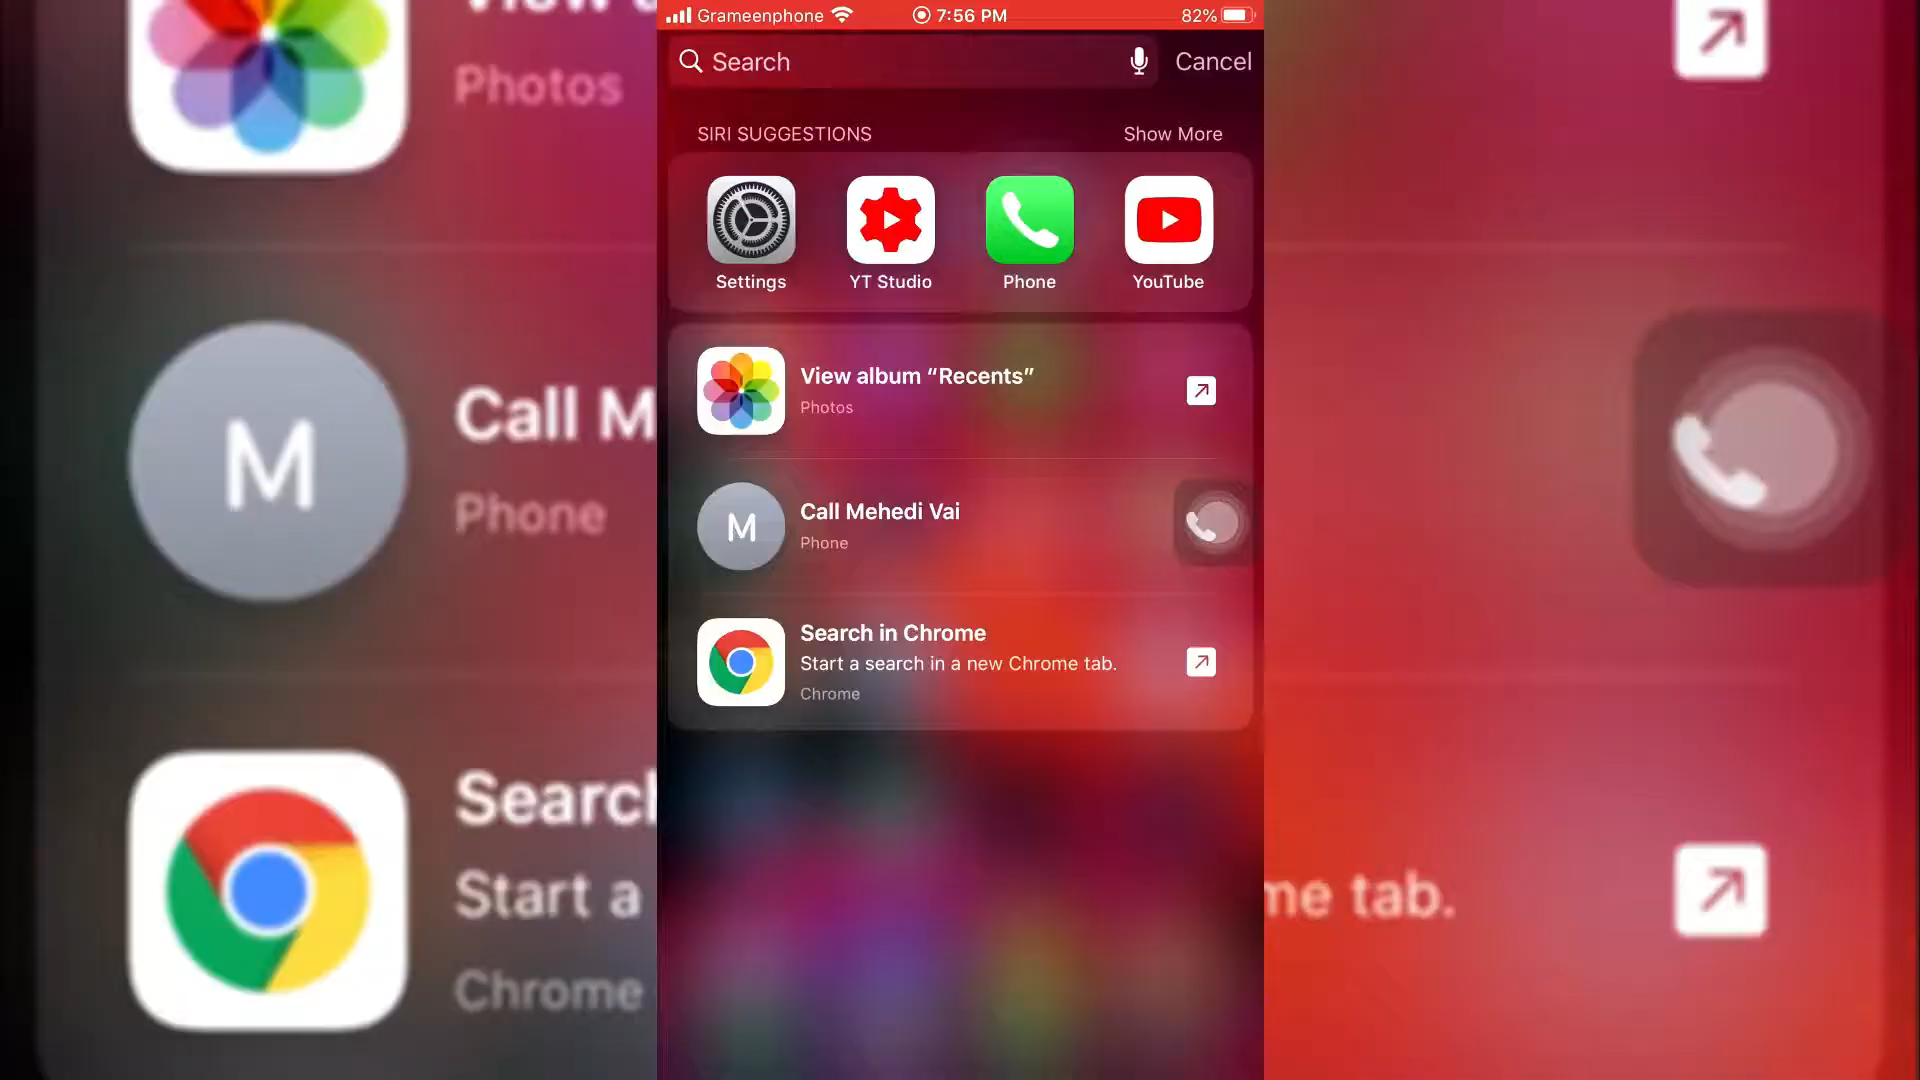 Grameenphone 7:56 PM 82%
Search Cancel
SIRI SUGGESTIONS Show More
Settings YT Studio Phone YouTube
View album “Recents”
Photos
M Call Mehedi Vai
Phone
Search in Chrome
Start a search in a new Chrome tab.
Chrome
Photos
M Call M
Phone
Search
Start a
me tab.
Chrome